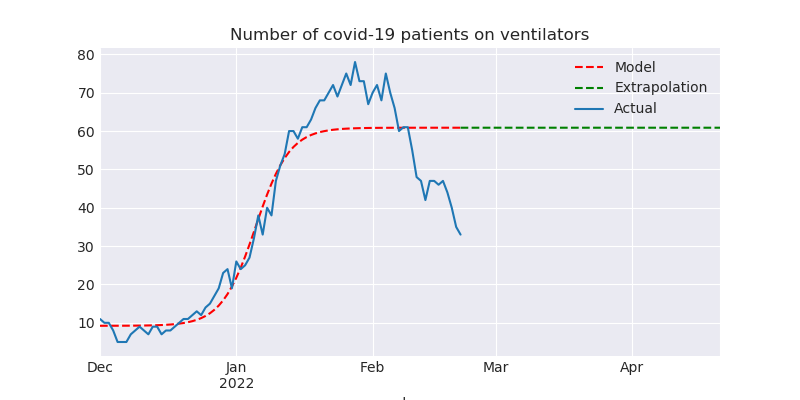 Number of covid-19 patients on ventilators
80
70
60
50
40
30
20
10
Model
Extrapolation
Actual
Dec
Jan
2022
Feb
Mar
Apr